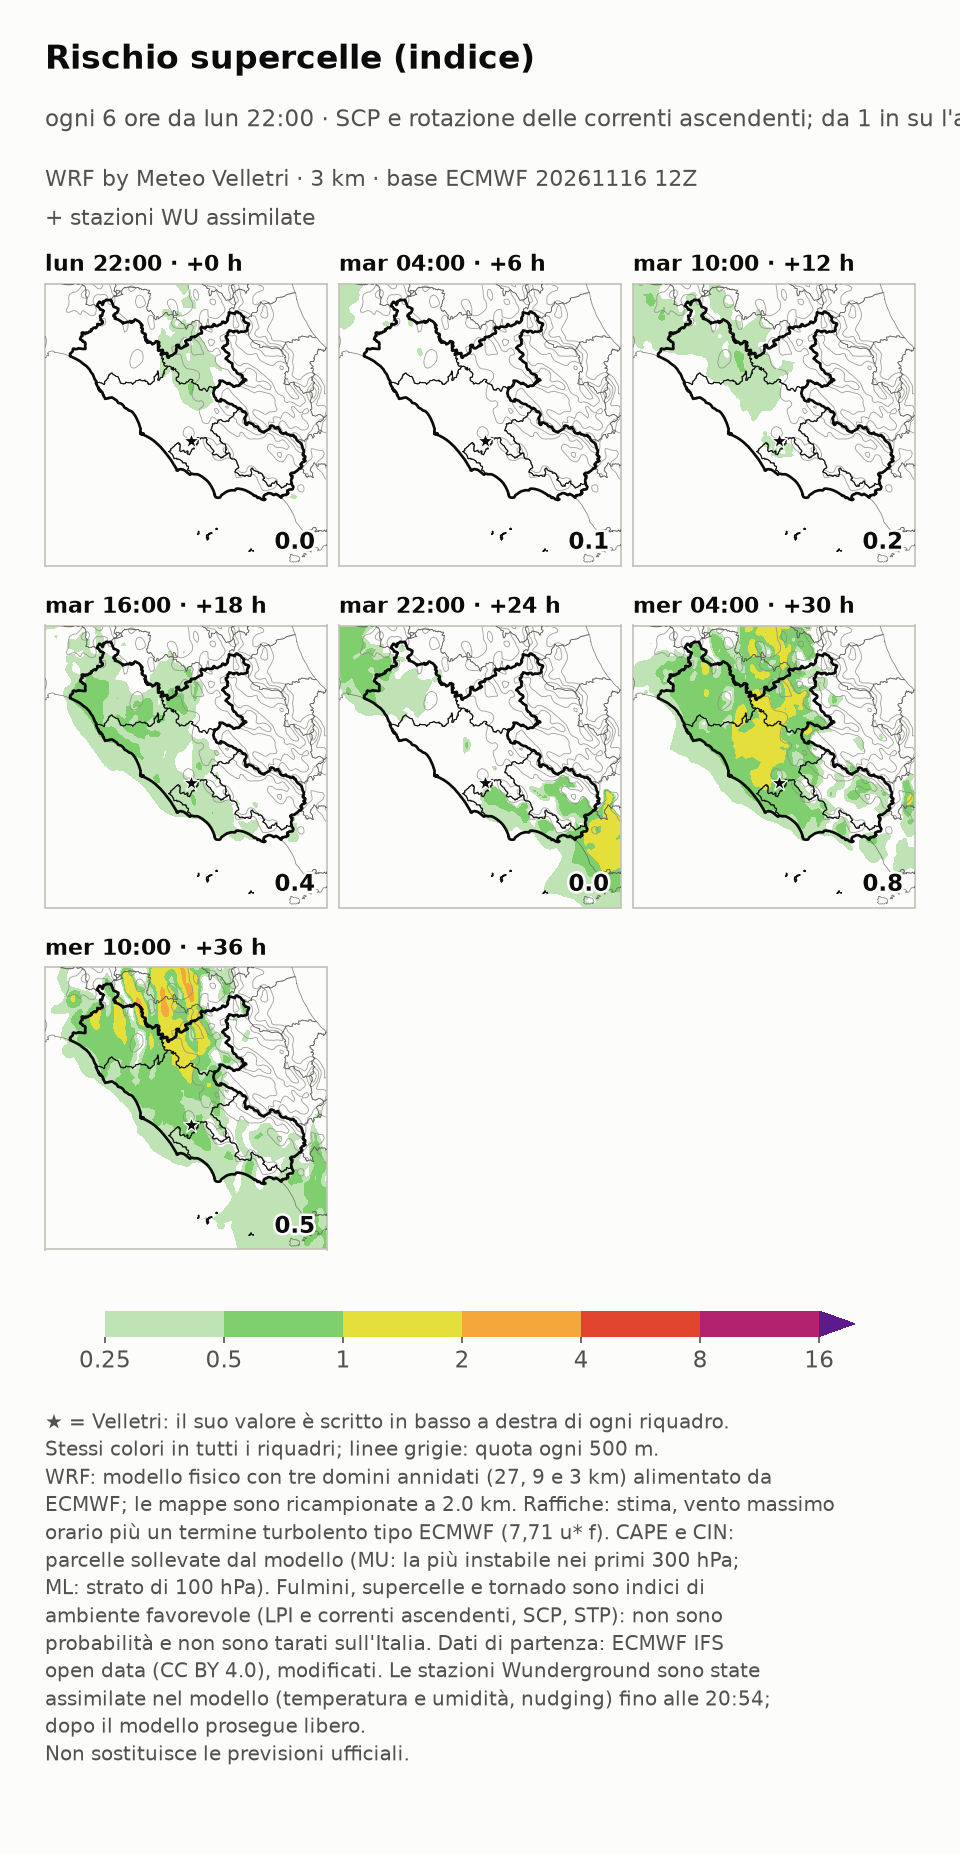 Rischio supercelle (indice)
ogni 6 ore da lun 22:00 · SCP e rotazione delle correnti ascendenti; da 1 in su l'a
WRF by Meteo Velletri · 3 km · base ECMWF 20261116 12Z
+ stazioni WU assimilate
lun 22:00 · +0 h
mar 04:00 · +6 h
mar 10:00 · +12 h
0.0
0.1
0.2
mar 16:00 · +18 h
mar 22:00 · +24 h
mer 04:00 · +30 h
0.4
0.0
0.8
mer 10:00 · +36 h
0.5
0.25
0.5
1
2
4
8
16
★ = Velletri: il suo valore è scritto in basso a destra di ogni riquadro.
Stessi colori in tutti i riquadri; linee grigie: quota ogni 500 m.
WRF: modello fisico con tre domini annidati (27, 9 e 3 km) alimentato da
ECMWF; le mappe sono ricampionate a 2.0 km. Raffiche: stima, vento massimo
orario più un termine turbolento tipo ECMWF (7,71 u* f). CAPE e CIN:
parcelle sollevate dal modello (MU: la più instabile nei primi 300 hPa;
ML: strato di 100 hPa). Fulmini, supercelle e tornado sono indici di
ambiente favorevole (LPI e correnti ascendenti, SCP, STP): non sono
probabilità e non sono tarati sull'Italia. Dati di partenza: ECMWF IFS
open data (CC BY 4.0), modificati. Le stazioni Wunderground sono state
assimilate nel modello (temperatura e umidità, nudging) fino alle 20:54;
dopo il modello prosegue libero.
Non sostituisce le previsioni ufficiali.